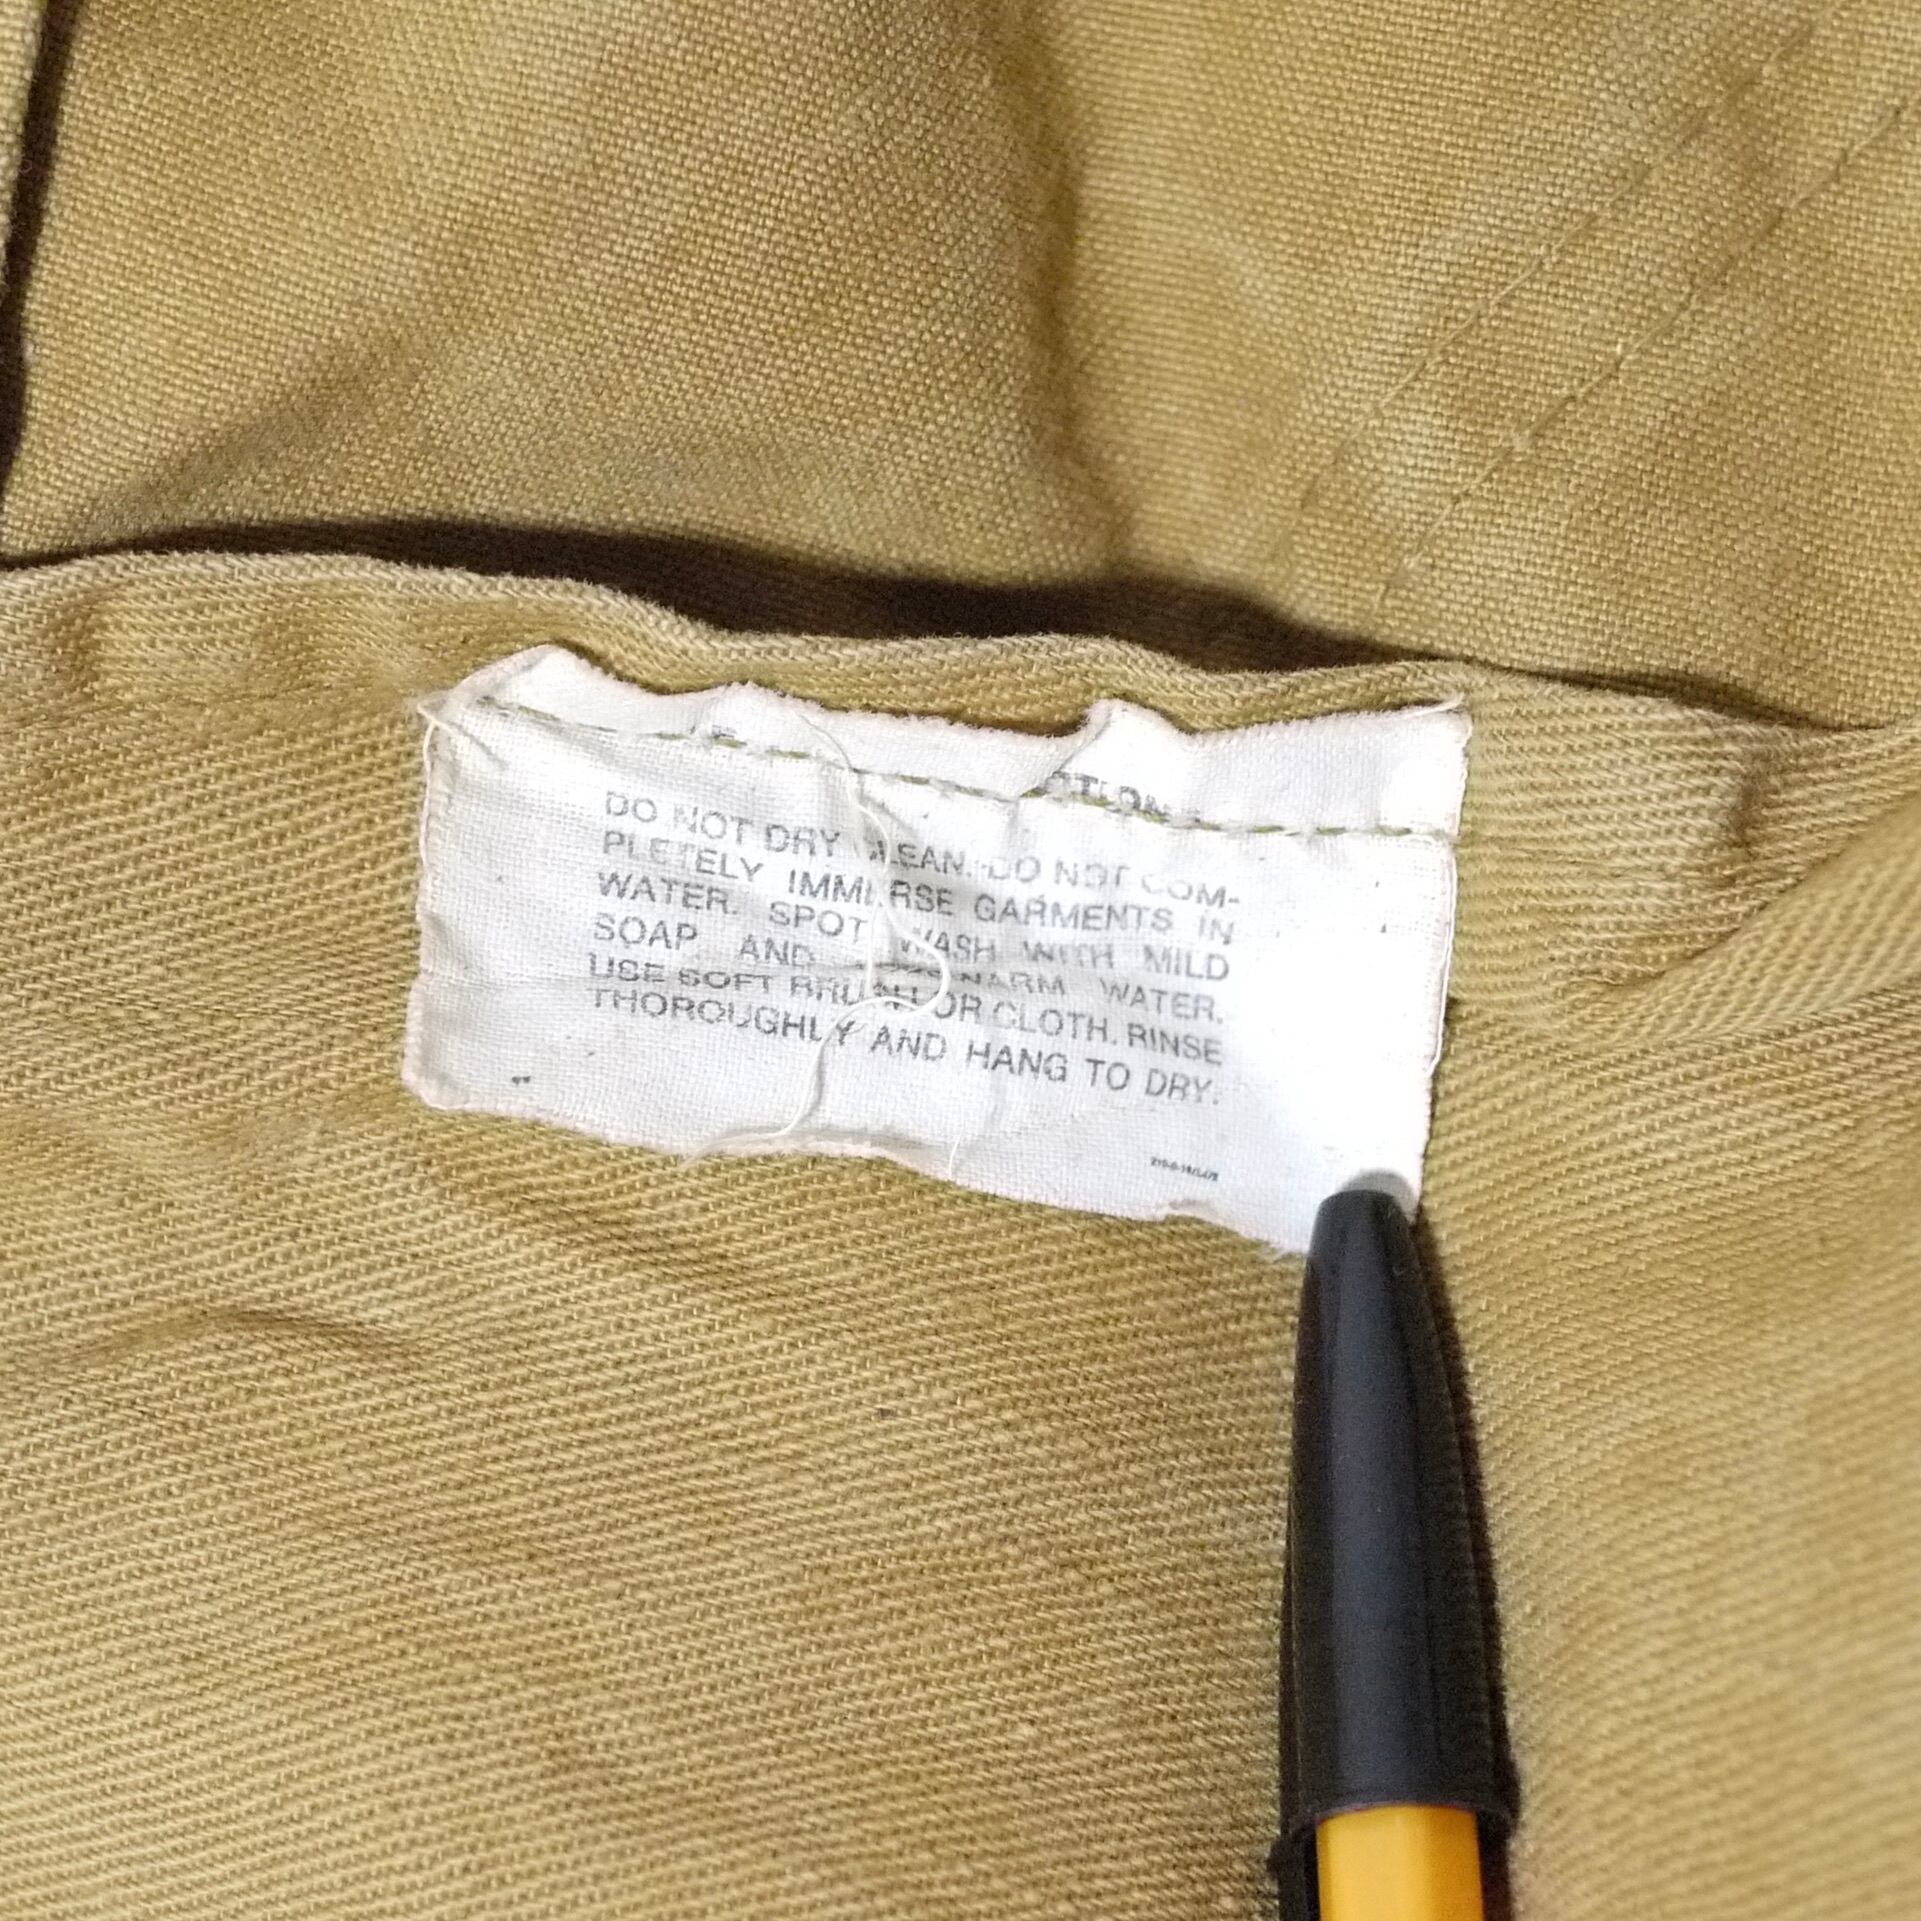 DO NOT DRY CLEAN. DO NOT COM-
PLETELY IMMERSE GARMENTS IN
WATER. SPOT WASH WITH MILD
SOAP AND WARM WATER.
USE SOFT BRUSH OR CLOTH. RINSE
THOROUGHLY AND HANG TO DRY.